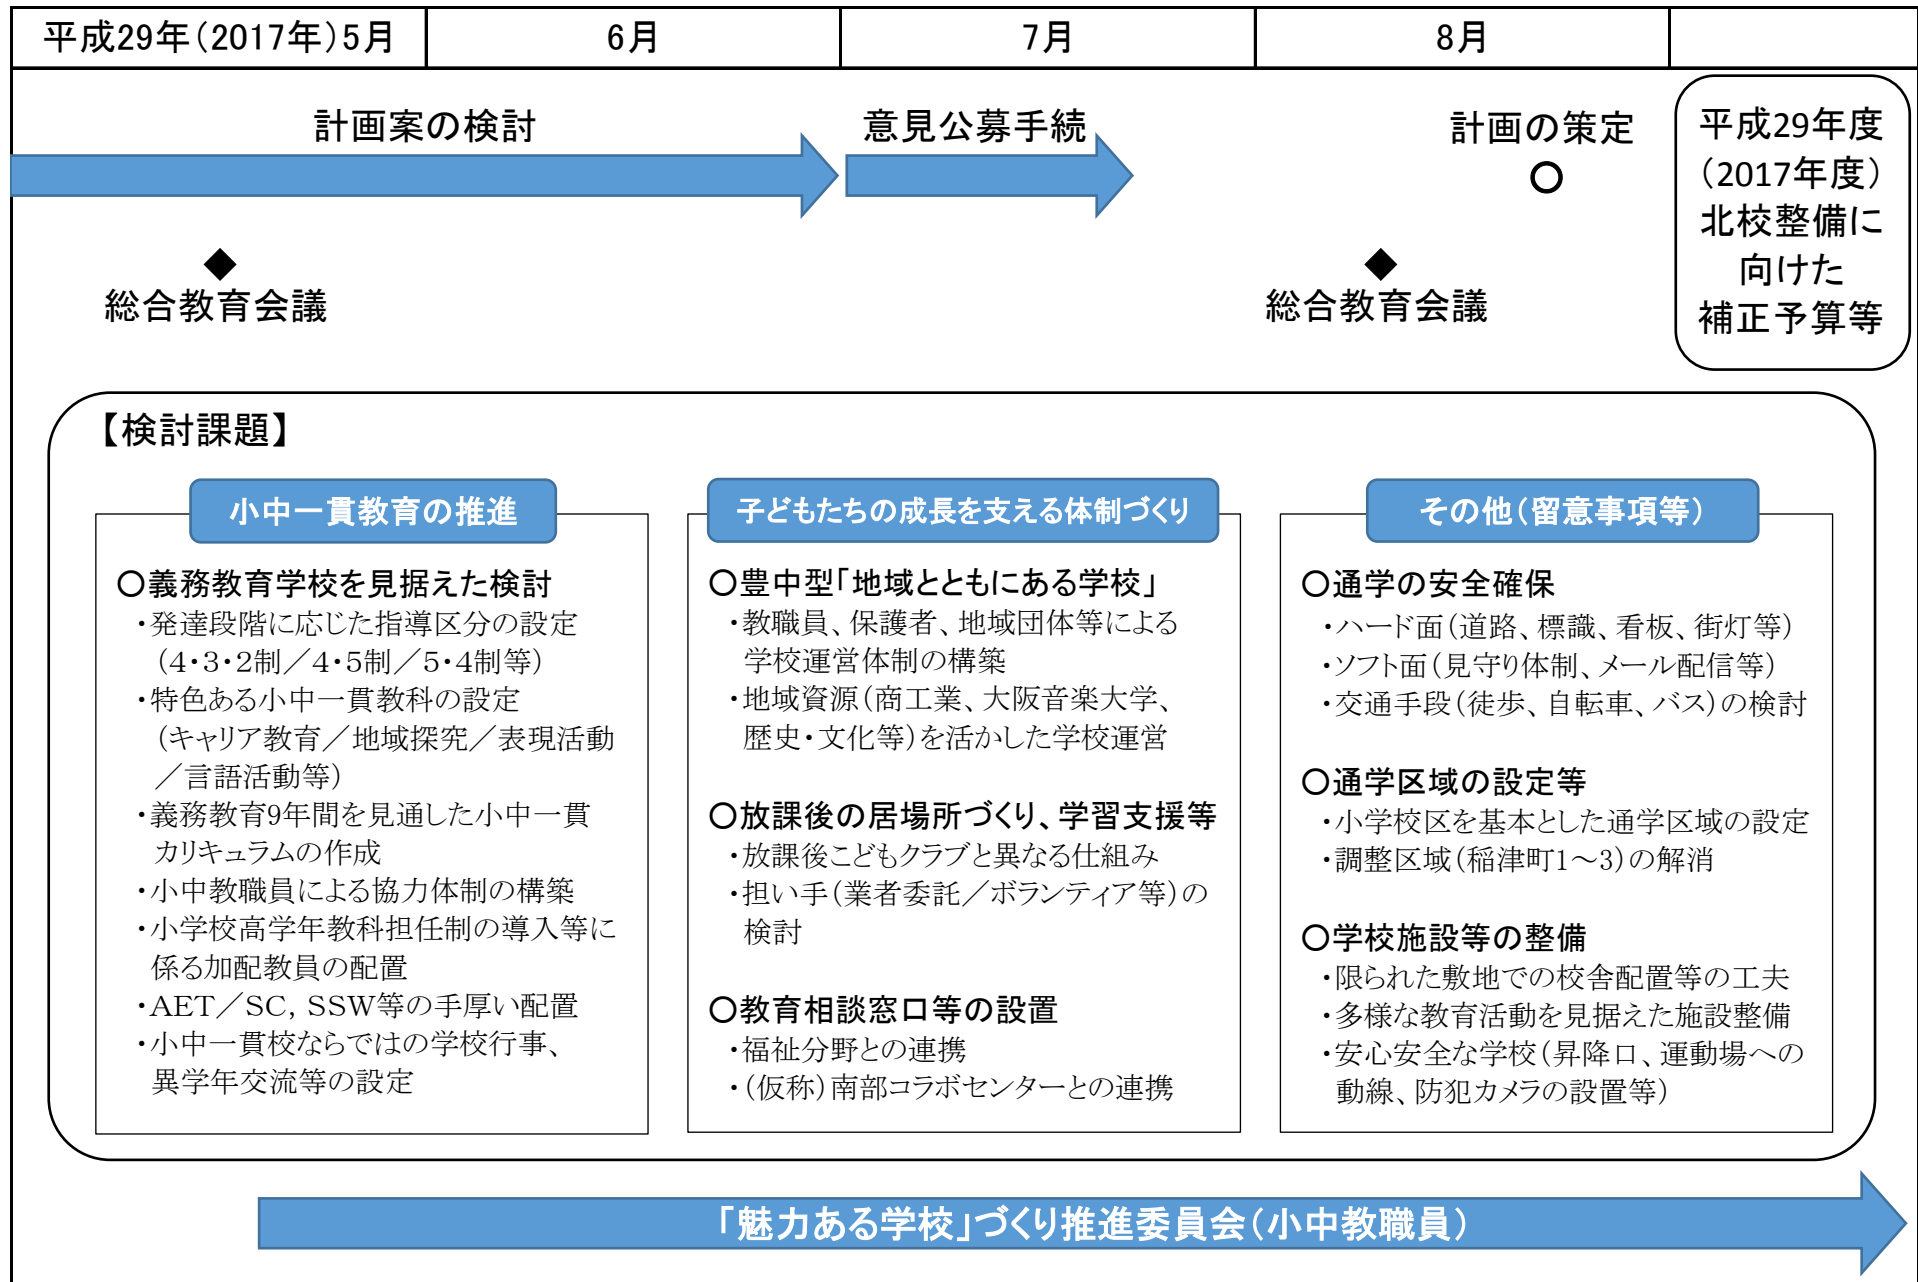 平成29年(2017年)5月
6月
7月
8月
計画案の検討
意見公募手続
計画の策定
○
平成29年度
(2017年度)
北校整備に
向けた
補正予算等
◆
総合教育会議
◆
総合教育会議
【検討課題】
小中一貫教育の推進
○義務教育学校を見据えた検討
・発達段階に応じた指導区分の設定
(4・3・2制/4・5制/5・4制等)
・特色ある小中一貫教科の設定
(キャリア教育/地域探究/表現活動
/言語活動等)
・義務教育9年間を見通した小中一貫
カリキュラムの作成
・小中教職員による協力体制の構築
・小学校高学年教科担任制の導入等に
係る加配教員の配置
・AET/SC, SSW等の手厚い配置
・小中一貫校ならではの学校行事、
異学年交流等の設定
子どもたちの成長を支える体制づくり
○豊中型「地域とともにある学校」
・教職員、保護者、地域団体等による
学校運営体制の構築
・地域資源(商工業、大阪音楽大学、
歴史・文化等)を活かした学校運営
○放課後の居場所づくり、学習支援等
・放課後こどもクラブと異なる仕組み
・担い手(業者委託/ボランティア等)の
検討
○教育相談窓口等の設置
・福祉分野との連携
・(仮称)南部コラボセンターとの連携
その他(留意事項等)
○通学の安全確保
・ハード面(道路、標識、看板、街灯等)
・ソフト面(見守り体制、メール配信等)
・交通手段(徒歩、自転車、バス)の検討
○通学区域の設定等
・小学校区を基本とした通学区域の設定
・調整区域(稲津町1~3)の解消
○学校施設等の整備
・限られた敷地での校舎配置等の工夫
・多様な教育活動を見据えた施設整備
・安心安全な学校(昇降口、運動場への
動線、防犯カメラの設置等)
「魅力ある学校」づくり推進委員会(小中教職員)